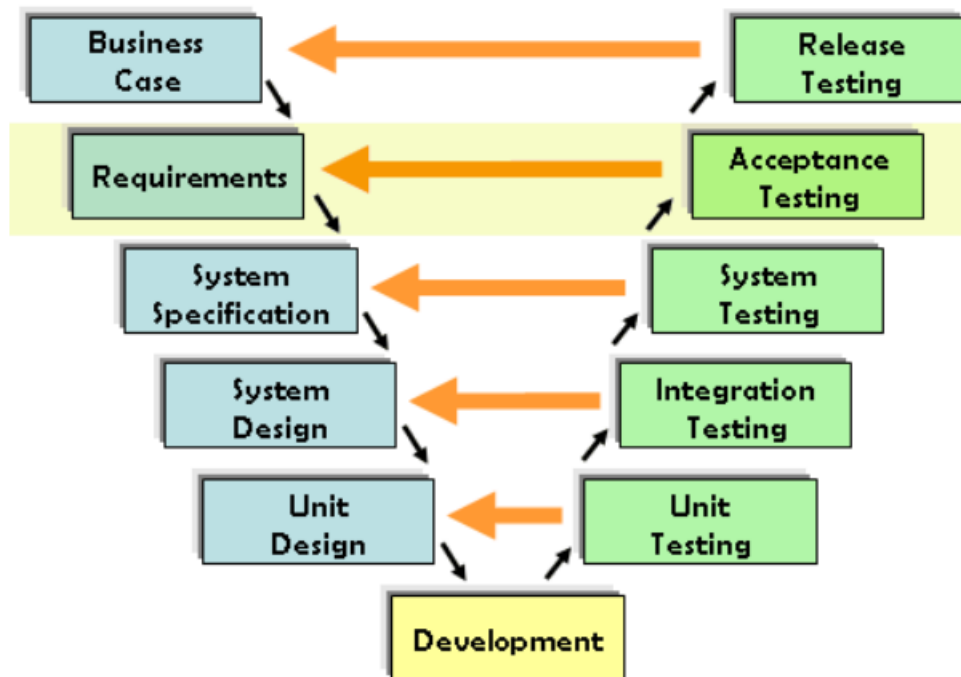 Business
Case
Release
Testing
Requirements
Acceptance
Testing
System
Specification
System
Testing
System
Design
Integration
Testing
Unit
Design
Unit
Testing
Development